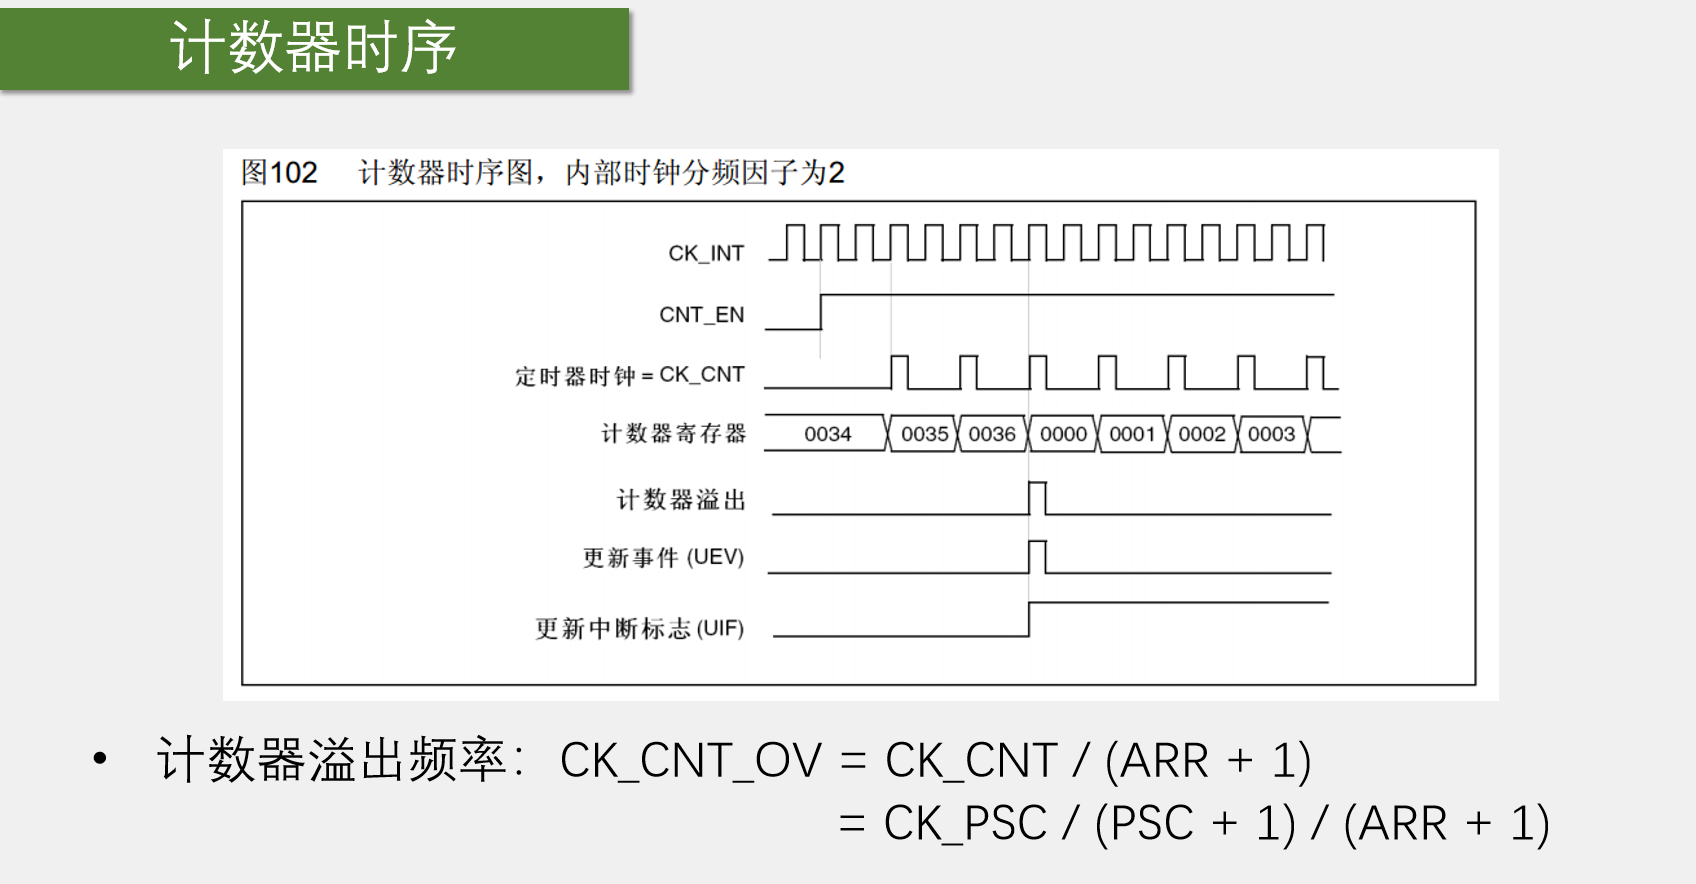 计数器时序
图102 计数器时序图，内部时钟分频因子为2
CK_INT
CNT_EN
定时器时钟 = CK_CNT
计数器寄存器 0034 0035 0036 0000 0001 0002 0003
计数器溢出
更新事件 (UEV)
更新中断标志 (UIF)
• 计数器溢出频率：CK_CNT_OV = CK_CNT / (ARR + 1)
= CK_PSC / (PSC + 1) / (ARR + 1)